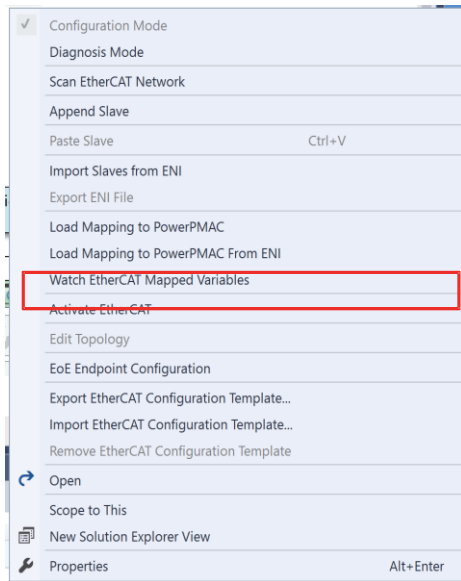 Configuration Mode
Diagnosis Mode
Scan EtherCAT Network
Append Slave
Paste Slave Ctrl+V
Import Slaves from ENI
Export ENI File
Load Mapping to PowerPMAC
Load Mapping to PowerPMAC From ENI
Watch EtherCAT Mapped Variables
Activate EtherCAT
Edit Topology
EoE Endpoint Configuration
Export EtherCAT Configuration Template...
Import EtherCAT Configuration Template...
Remove EtherCAT Configuration Template
Open
Scope to This
New Solution Explorer View
Properties Alt+Enter